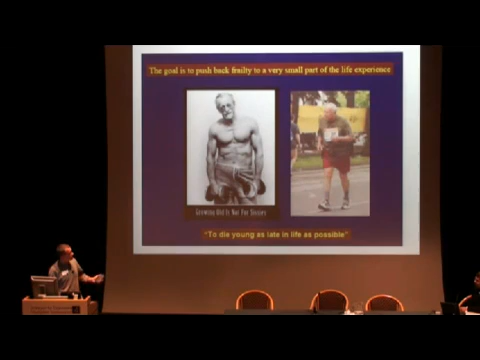 The goal is to push back frailty to a very small part of the life experience
Growing Old Is Not For Sissies
"To die young as late in life as possible"